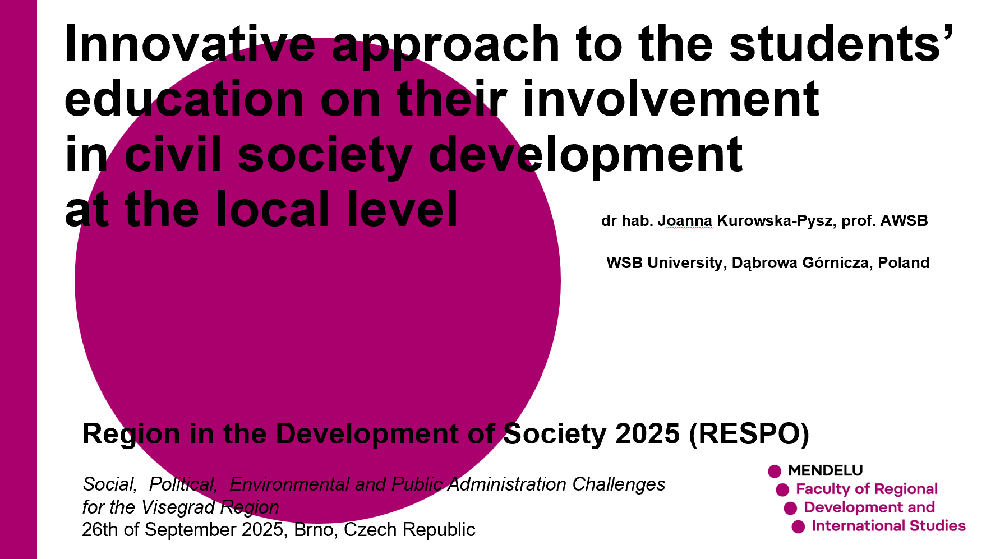 Innovative approach to the students’
education on their involvement
in civil society development
at the local level
dr hab. Joanna Kurowska-Pysz, prof. AWSB
WSB University, Dąbrowa Górnicza, Poland
Region in the Development of Society 2025 (RESPO)
Social,  Political,  Environmental and Public Administration Challenges
for the Visegrad Region
26th of September 2025, Brno, Czech Republic
MENDELU
Faculty of Regional
Development and
International Studies